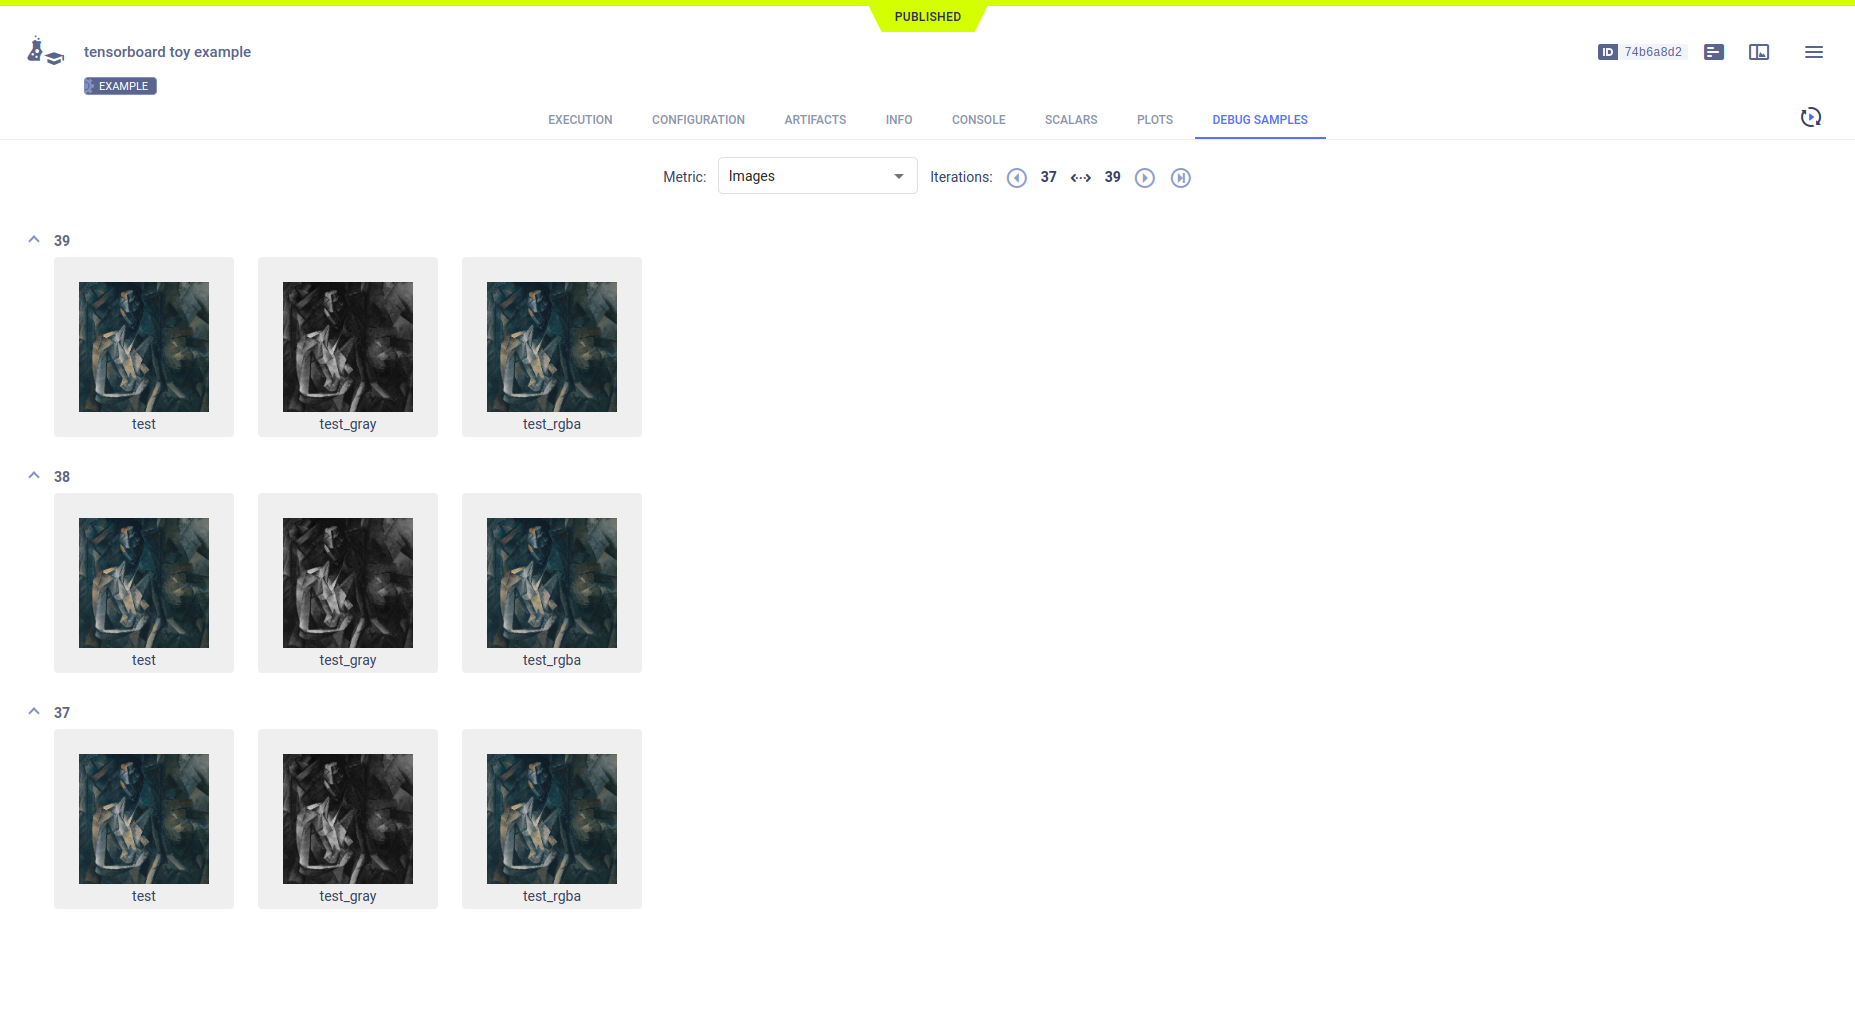 PUBLISHED
tensorboard toy example
ID 74b6a8d2
EXAMPLE
EXECUTION CONFIGURATION ARTIFACTS INFO CONSOLE SCALARS PLOTS DEBUG SAMPLES
Metric: Images Iterations: 37 39
39
test test_gray test_rgba
38
test test_gray test_rgba
37
test test_gray test_rgba